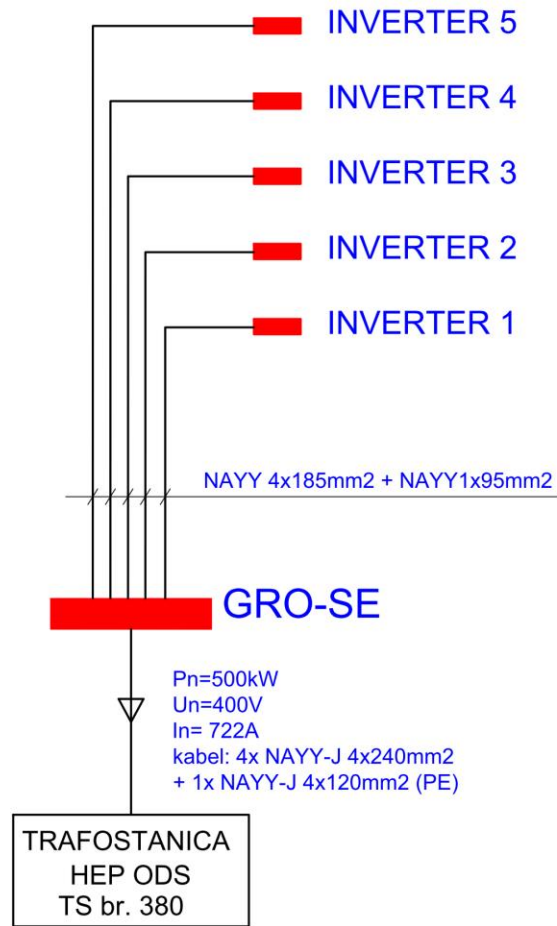 INVERTER 5
INVERTER 4
INVERTER 3
INVERTER 2
INVERTER 1
NAYY 4x185mm2 + NAYY1x95mm2
GRO-SE
Pn=500kW
Un=400V
In= 722A
kabel: 4x NAYY-J 4x240mm2
+ 1x NAYY-J 4x120mm2 (PE)
TRAFOSTANICA
HEP ODS
TS br. 380